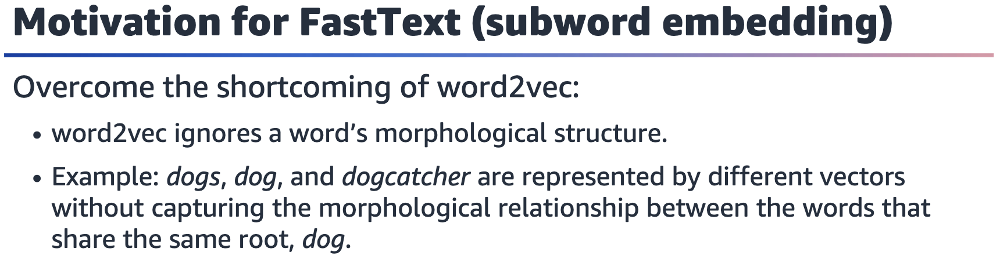 Motivation for FastText (subword embedding)
Overcome the shortcoming of word2vec:
• word2vec ignores a word’s morphological structure.
• Example: dogs, dog, and dogcatcher are represented by different vectors
without capturing the morphological relationship between the words that
share the same root, dog.